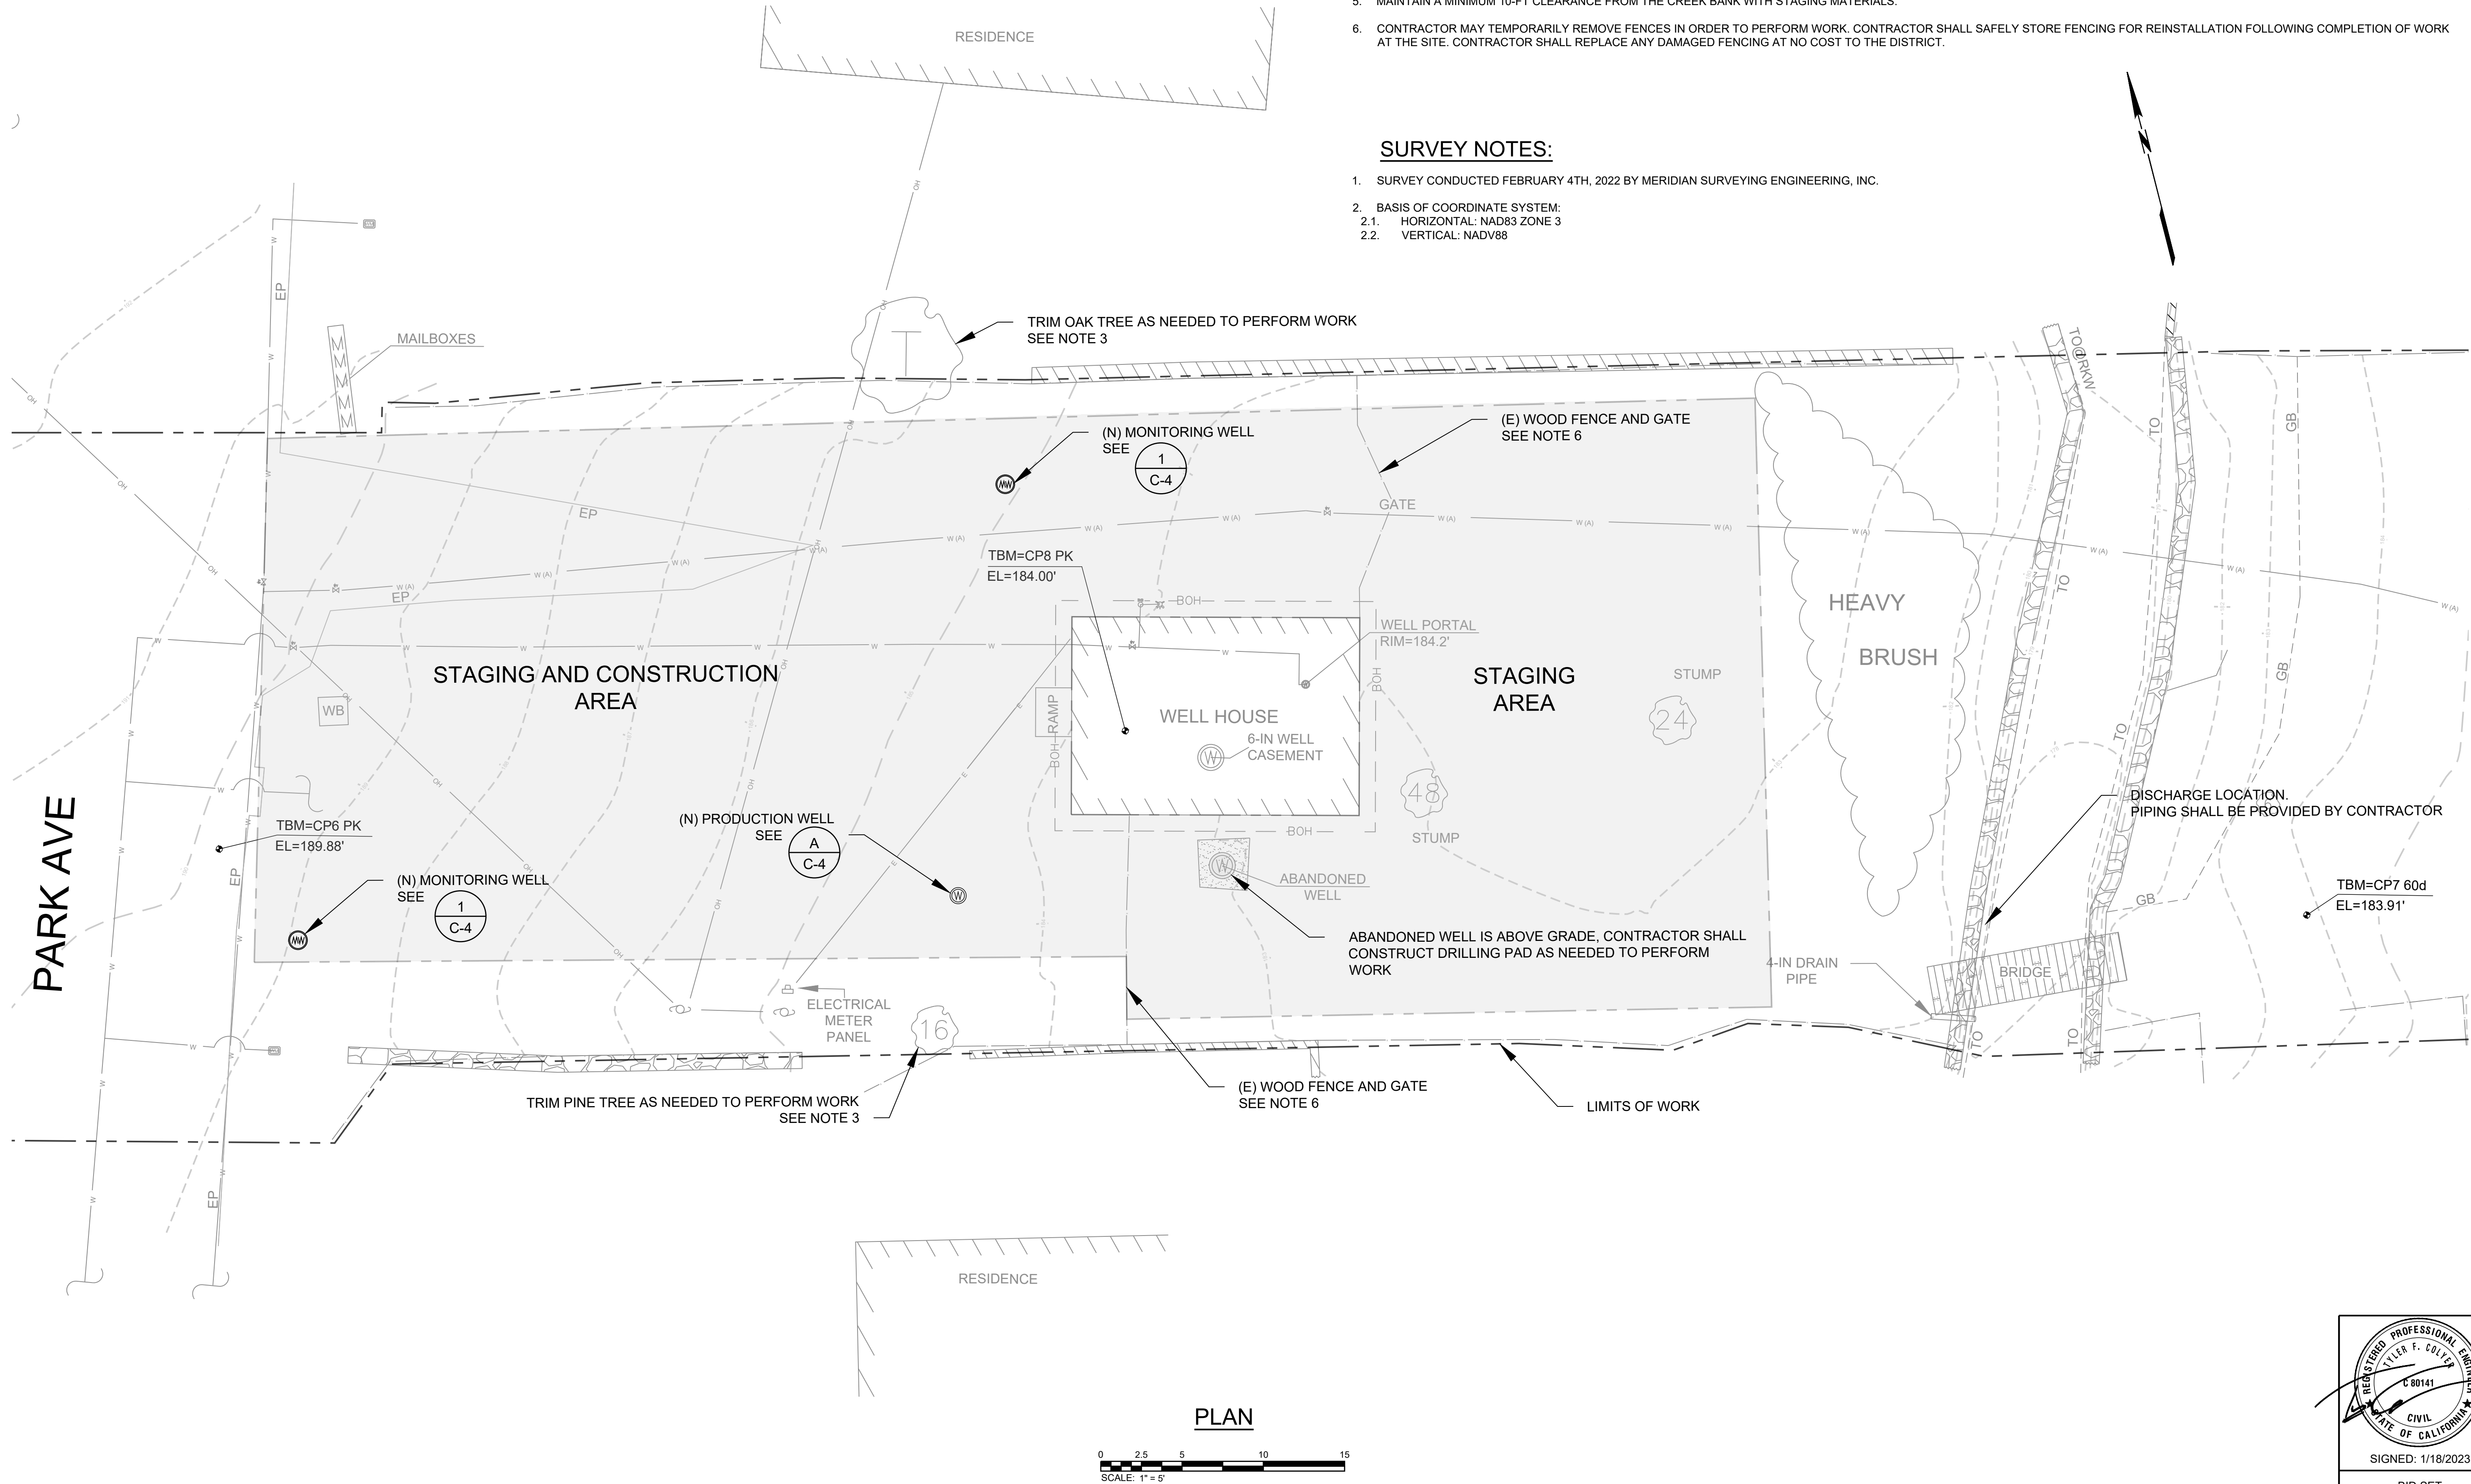 5. MAINTAIN A MINIMUM 10-FT CLEARANCE FROM THE CREEK BANK WITH STAGING MATERIALS.
6. CONTRACTOR MAY TEMPORARILY REMOVE FENCES IN ORDER TO PERFORM WORK. CONTRACTOR SHALL SAFELY STORE FENCING FOR REINSTALLATION FOLLOWING COMPLETION OF WORK
AT THE SITE. CONTRACTOR SHALL REPLACE ANY DAMAGED FENCING AT NO COST TO THE DISTRICT.
RESIDENCE
SURVEY NOTES:
1. SURVEY CONDUCTED FEBRUARY 4TH, 2022 BY MERIDIAN SURVEYING ENGINEERING, INC.
2. BASIS OF COORDINATE SYSTEM:
2.1. HORIZONTAL: NAD83 ZONE 3
2.2. VERTICAL: NADV88
N
OH
EP
MAILBOXES
TRIM OAK TREE AS NEEDED TO PERFORM WORK
SEE NOTE 3
TO@RKW
(N) MONITORING WELL
SEE
1
C-4
MW
(E) WOOD FENCE AND GATE
SEE NOTE 6
GATE
TO
GB
EP
W (A)
TBM=CP8 PK
EL=184.00'
EP
BOH
WELL PORTAL
RIM=184.2'
HEAVY
BRUSH
TO
STAGING AND CONSTRUCTION
AREA
STAGING
AREA
STUMP
24
WB
RAMP
BOH
BOH
WELL HOUSE
6-IN WELL
CASEMENT
W
GB
TO
48
STUMP
BOH
DISCHARGE LOCATION.
PIPING SHALL BE PROVIDED BY CONTRACTOR
PARK AVE
TBM=CP6 PK
EL=189.88'
EP
(N) PRODUCTION WELL
SEE
A
C-4
W
(N) MONITORING WELL
SEE
1
C-4
MW
W
ABANDONED
WELL
GB
TBM=CP7 60d
EL=183.91'
ABANDONED WELL IS ABOVE GRADE, CONTRACTOR SHALL
CONSTRUCT DRILLING PAD AS NEEDED TO PERFORM
WORK
4-IN DRAIN
PIPE
BRIDGE
ELECTRICAL
METER
PANEL
16
TO
TO
TRIM PINE TREE AS NEEDED TO PERFORM WORK
SEE NOTE 3
(E) WOOD FENCE AND GATE
SEE NOTE 6
LIMITS OF WORK
EP
RESIDENCE
PLAN
0 2.5 5 10 15
SCALE: 1" = 5'
REGISTERED PROFESSIONAL ENGINEER
TYLER F. COLYER
C 80141
CIVIL
STATE OF CALIFORNIA
SIGNED: 1/18/2023
BID SET